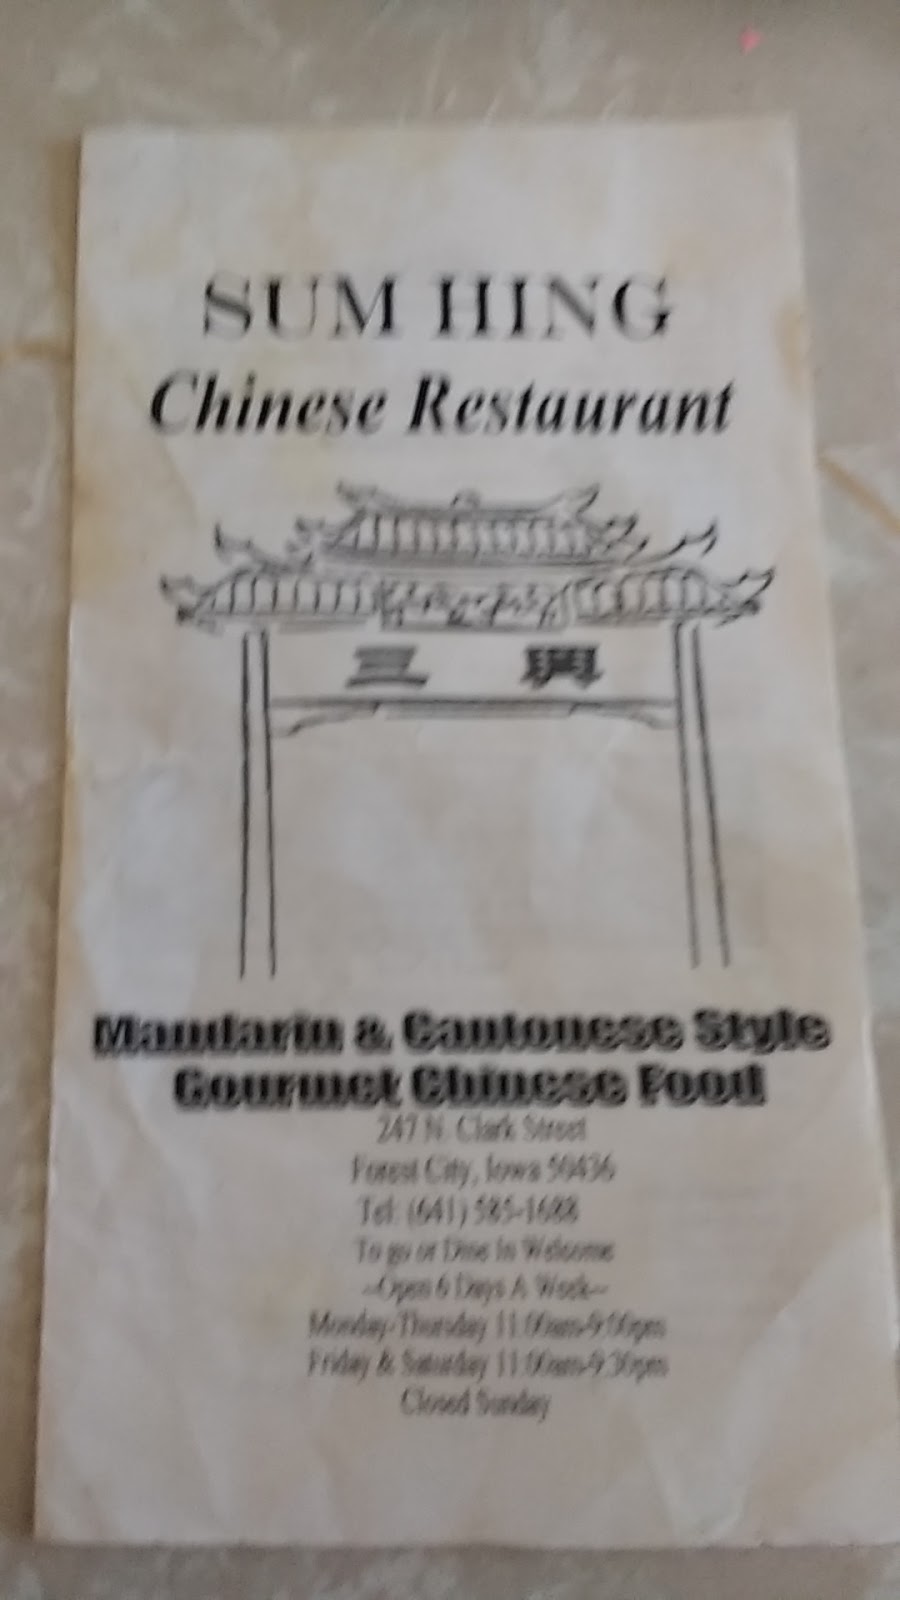 SUM HING
Chinese Restaurant
三 興
Mandarin & Cantonese Style
Gourmet Chinese Food
247 N. Clark Street
Forest City, Iowa 50436
Tel: (641) 585-1688
To go or Dine In Welcome
--Open 6 Days A Week--
Monday-Thursday 11:00am-9:00pm
Friday & Saturday 11:00am-9:30pm
Closed Sunday